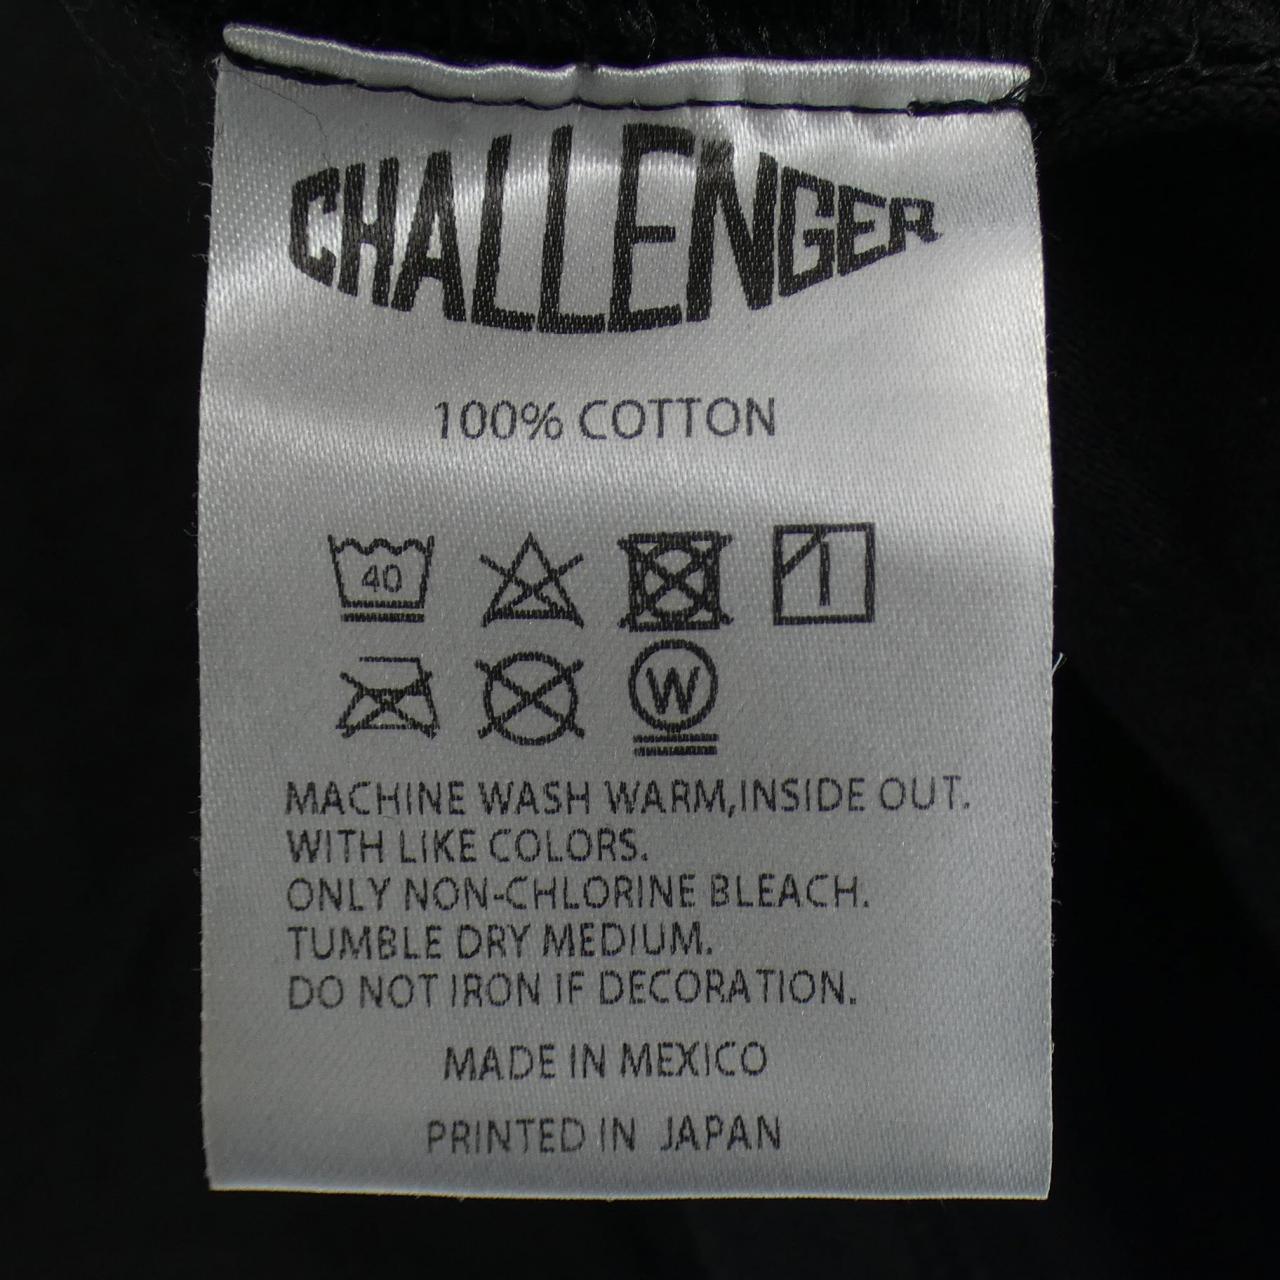 CHALLENGER
100% COTTON
40
W
MACHINE WASH WARM,INSIDE OUT.
WITH LIKE COLORS.
ONLY NON-CHLORINE BLEACH.
TUMBLE DRY MEDIUM.
DO NOT IRON IF DECORATION.
MADE IN MEXICO
PRINTED IN JAPAN